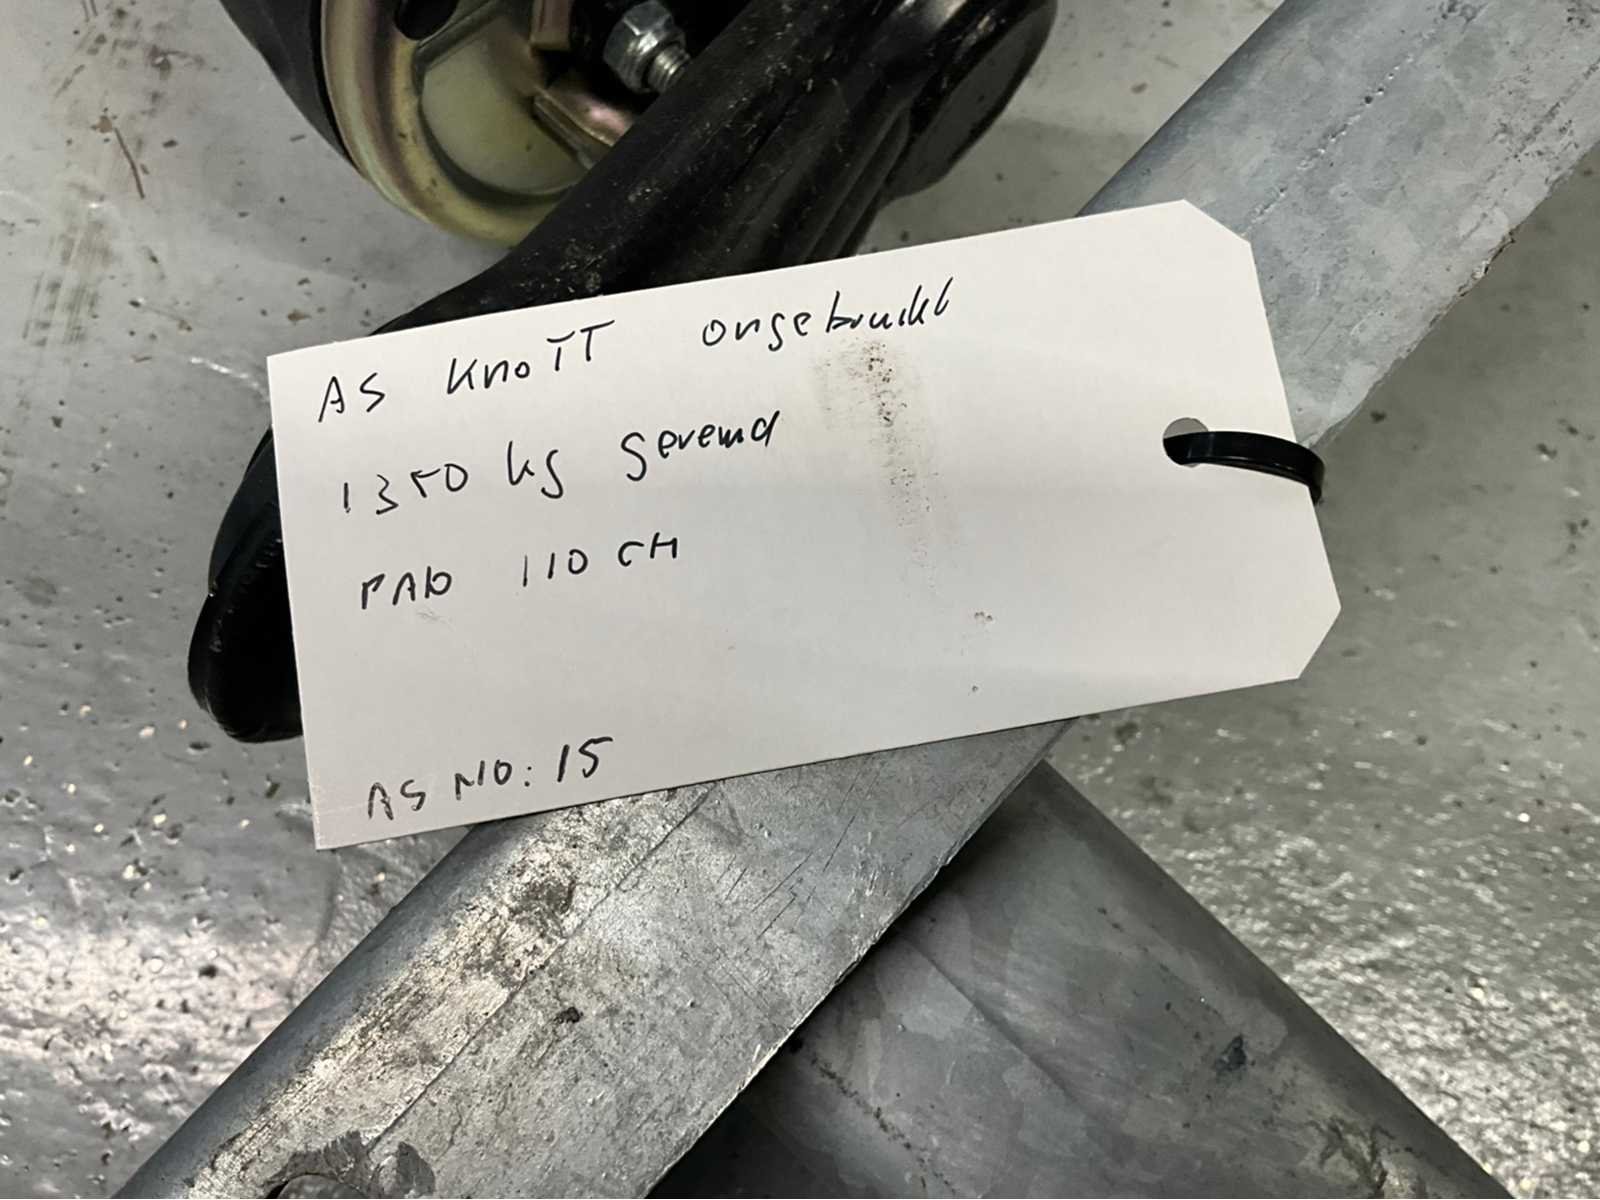 AS KnoTT ongebruikt
1350 kg geremd
PAD 110 CM
AS NO: 15